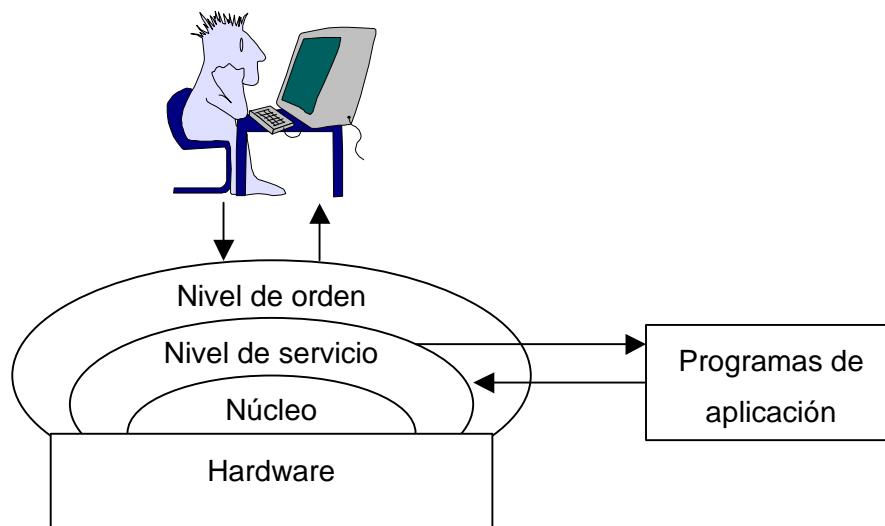 Nivel de orden
Nivel de servicio
Núcleo
Hardware
Programas de
aplicación